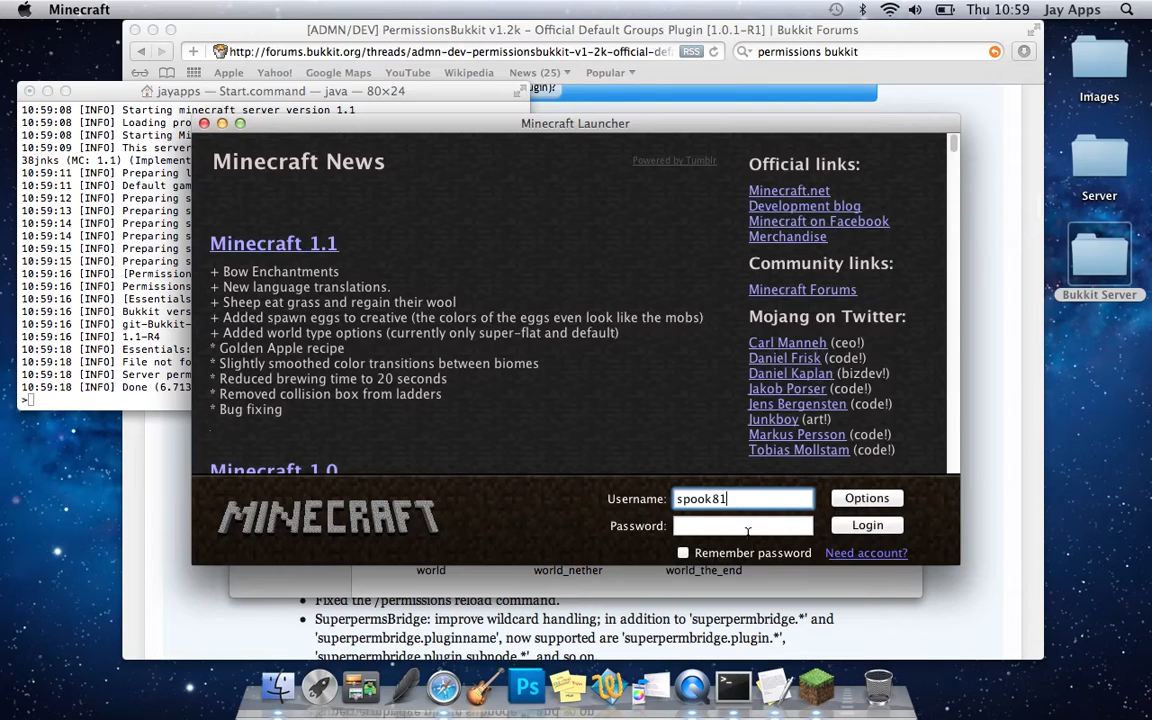 Minecraft
Thu 10:59 Jay Apps
[ADMN/DEV] PermissionsBukkit v1.2k - Official Default Groups Plugin [1.0.1-R1] | Bukkit Forums
http://forums.bukkit.org/threads/admn-dev-permissionsbukkit-v1-2k-official-def
RSS
permissions bukkit
Apple Yahoo! Google Maps YouTube Wikipedia News (25) Popular
jayapps — Start.command — java — 80×24
10:59:08 [INFO] Starting minecraft server version 1.1
10:59:08 [INFO] Loading pro
10:59:08 [INFO] Starting Mi
10:59:09 [INFO] This server
38jnks (MC: 1.1) (Implement
10:59:11 [INFO] Preparing l
10:59:11 [INFO] Default gam
10:59:12 [INFO] Preparing s
10:59:13 [INFO] Preparing s
10:59:14 [INFO] Preparing s
10:59:14 [INFO] Preparing s
10:59:15 [INFO] Preparing s
10:59:15 [INFO] Preparing s
10:59:16 [INFO] [Permission
10:59:16 [INFO] Permissions
10:59:16 [INFO] [Essentials
10:59:16 [INFO] Bukkit vers
10:59:16 [INFO] git-Bukkit-
10:59:16 [INFO] 1.1-R4
10:59:18 [INFO] Essentials:
10:59:18 [INFO] File not fo
10:59:18 [INFO] Server perm
10:59:18 [INFO] Done (6.713
>
Minecraft Launcher
Minecraft News
Powered by Tumblr
Minecraft 1.1
+ Bow Enchantments
+ New language translations.
+ Sheep eat grass and regain their wool
+ Added spawn eggs to creative (the colors of the eggs even look like the mobs)
+ Added world type options (currently only super-flat and default)
* Golden Apple recipe
* Slightly smoothed color transitions between biomes
* Reduced brewing time to 20 seconds
* Removed collision box from ladders
* Bug fixing
Minecraft 1.0
Official links:
Minecraft.net
Development blog
Minecraft on Facebook
Merchandise
Community links:
Minecraft Forums
Mojang on Twitter:
Carl Manneh (ceo!)
Daniel Frisk (code!)
Daniel Kaplan (bizdev!)
Jakob Porser (code!)
Jens Bergensten (code!)
Junkboy (art!)
Markus Persson (code!)
Tobias Mollstam (code!)
MINECRAFT
Username: spook81
Options
Password:
Login
Remember password
Need account?
world world_nether world_the_end
Fixed the /permissions reload command.
• SuperpermsBridge: improve wildcard handling; in addition to 'superpermbridge.*' and
'superpermbridge.pluginname', now supported are 'superpermbridge.plugin.*',
'superpermbridge.plugin.subnode.*', and so on.
Images
Server
Bukkit Server
Ps